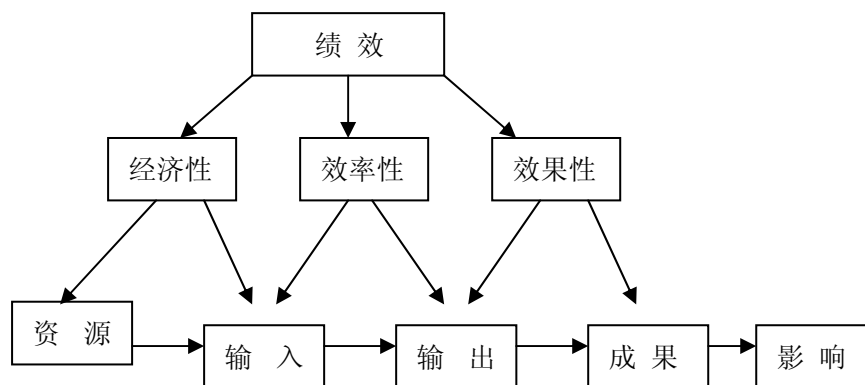 绩 效
经济性
效率性
效果性
资 源
输 入
输 出
成 果
影 响